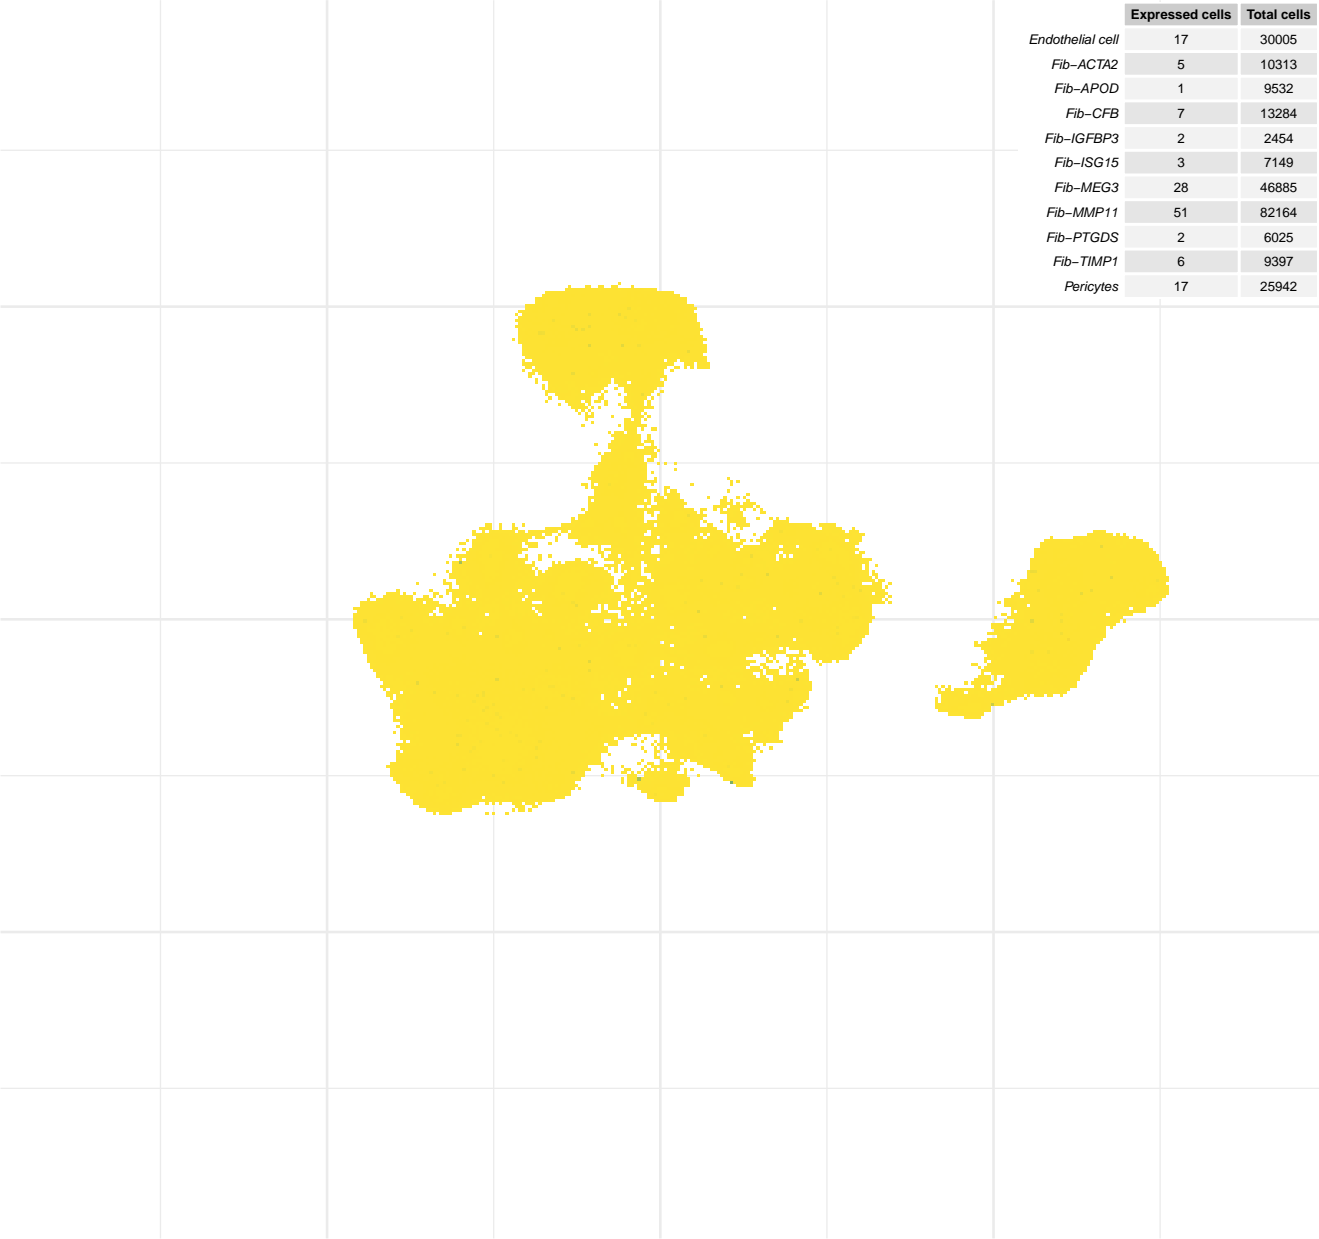 Expressed cells Total cells
Endothelial cell 17 30005
Fib−ACTA2 5 10313
Fib−APOD 1 9532
Fib−CFB 7 13284
Fib−IGFBP3 2 2454
Fib−ISG15 3 7149
Fib−MEG3 28 46885
Fib−MMP11 51 82164
Fib−PTGDS 2 6025
Fib−TIMP1 6 9397
Pericytes 17 25942